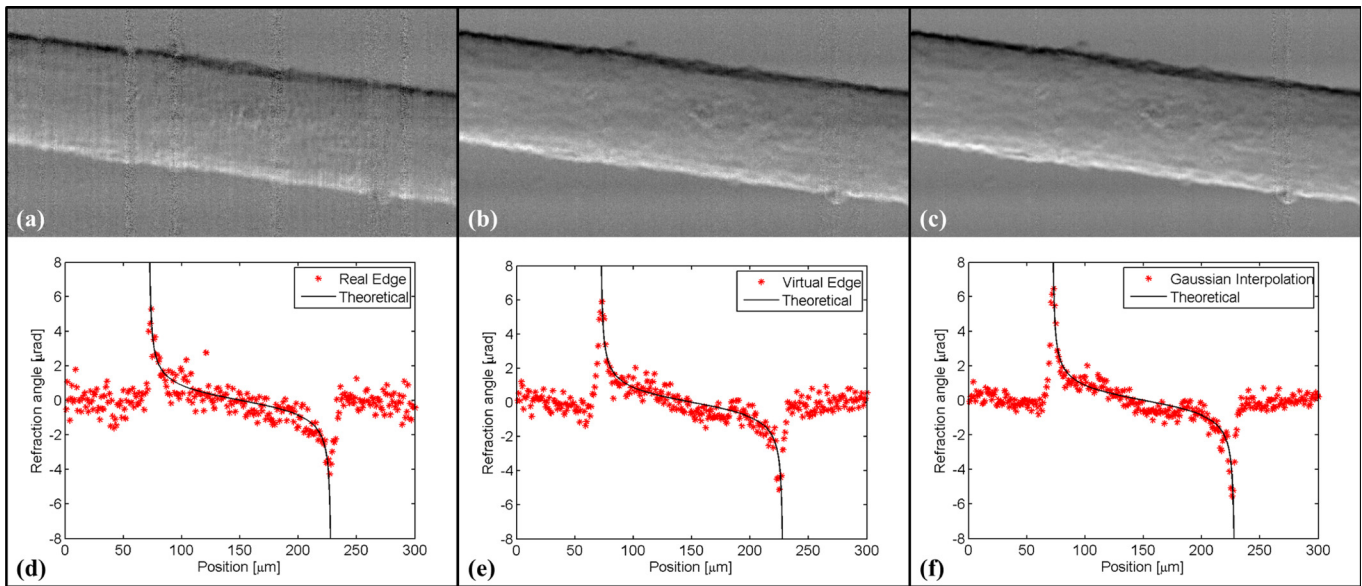 (a)
(b)
(c)
8
6
4
2
0
-2
-4
-6
-8
Refraction angle [μrad]
Real Edge
Theoretical
0 50 100 150 200 250 300
Position [μm]
(d)
8
6
4
2
0
-2
-4
-6
-8
Refraction angle [μrad]
Virtual Edge
Theoretical
0 50 100 150 200 250 300
Position [μm]
(e)
8
6
4
2
0
-2
-4
-6
-8
Refraction angle [μrad]
Gaussian Interpolation
Theoretical
0 50 100 150 200 250 300
Position [μm]
(f)